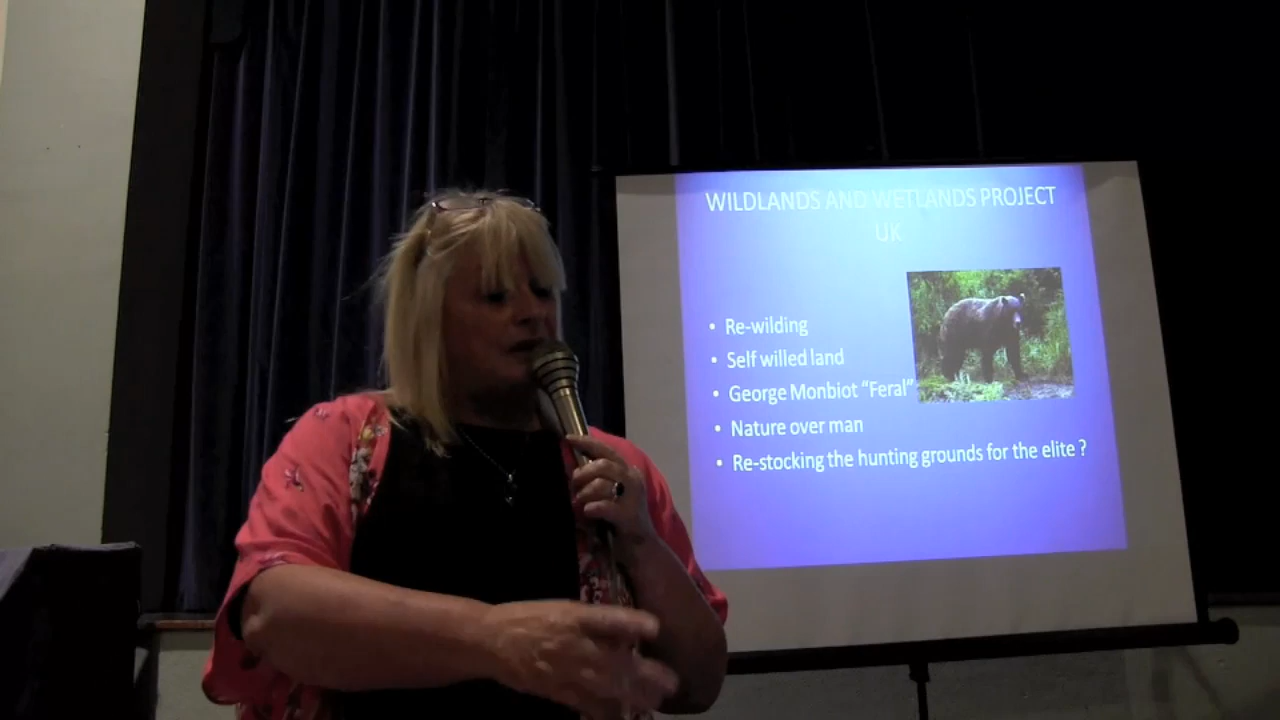 WILDLANDS AND WETLANDS PROJECT
UK
• Re-wilding
• Self willed land
• George Monbiot “Feral”
• Nature over man
• Re-stocking the hunting grounds for the elite ?